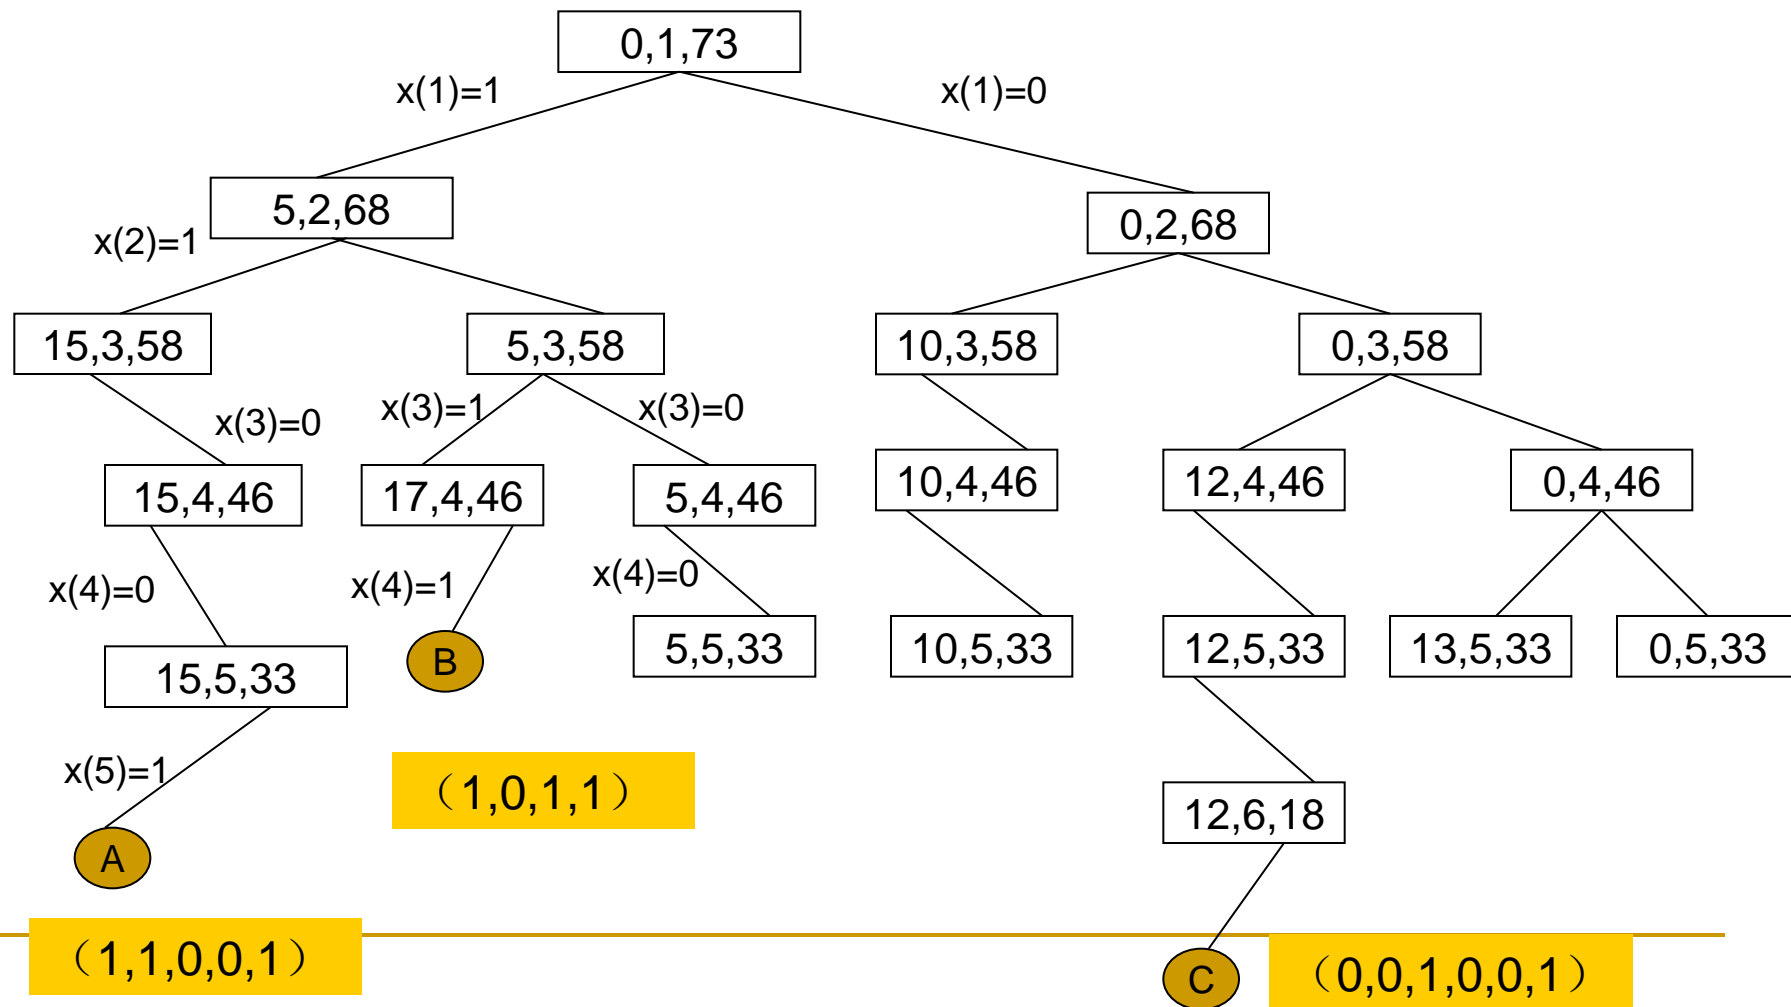 0,1,73
x(1)=1
x(1)=0
5,2,68
0,2,68
x(2)=1
15,3,58
5,3,58
10,3,58
0,3,58
x(3)=0
x(3)=1
x(3)=0
15,4,46
17,4,46
5,4,46
10,4,46
12,4,46
0,4,46
x(4)=0
x(4)=1
x(4)=0
15,5,33
B
5,5,33
10,5,33
12,5,33
13,5,33
0,5,33
x(5)=1
（1,0,1,1）
12,6,18
A
（1,1,0,0,1）
C
（0,0,1,0,0,1）